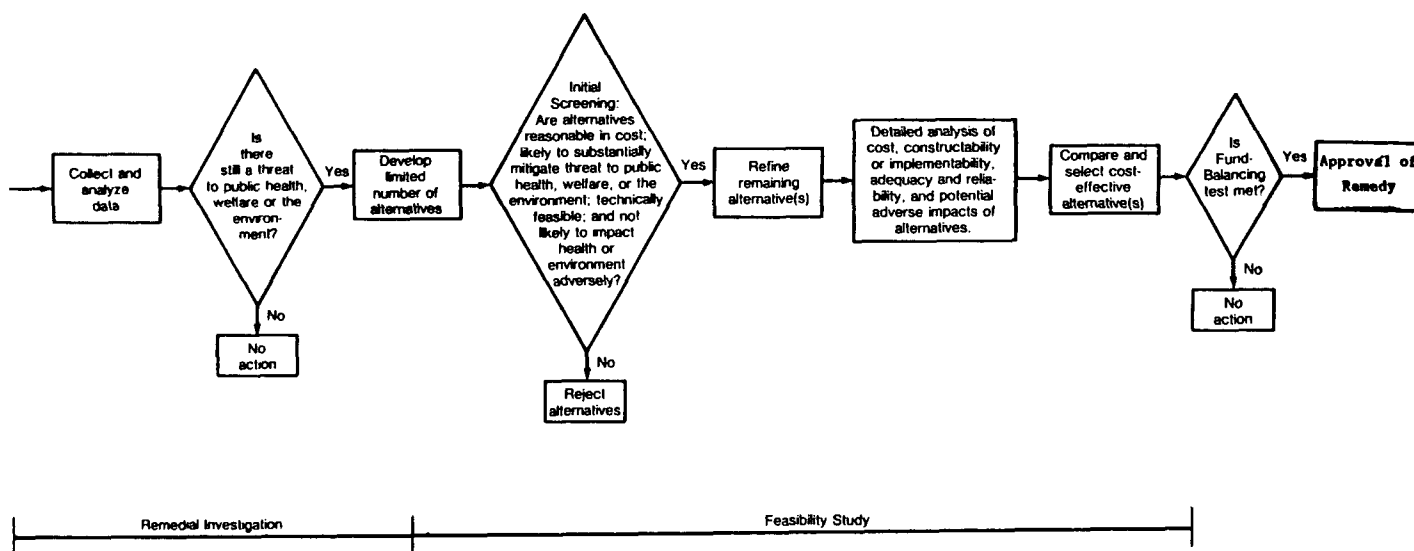 Collect and
analyze
data
Is
there
still a threat
to public health,
welfare or the
environ-
ment?
No
No
action
Yes
Develop
limited
number of
alternatives
Initial
Screening:
Are alternatives
reasonable in cost;
likely to substantially
mitigate threat to public
health, welfare, or the
environment; technically
feasible; and not
likely to impact
health or
environment
adversely?
No
Reject
alternatives
Yes
Refine
remaining
alternative(s)
Detailed analysis of
cost, constructability
or implementability,
adequacy and relia-
bility, and potential
adverse impacts of
alternatives.
Compare and
select cost-
effective
alternative(s)
Is
Fund-
Balancing
test met?
No
No
action
Yes
Approval of
Remedy
Remedial Investigation
Feasibility Study